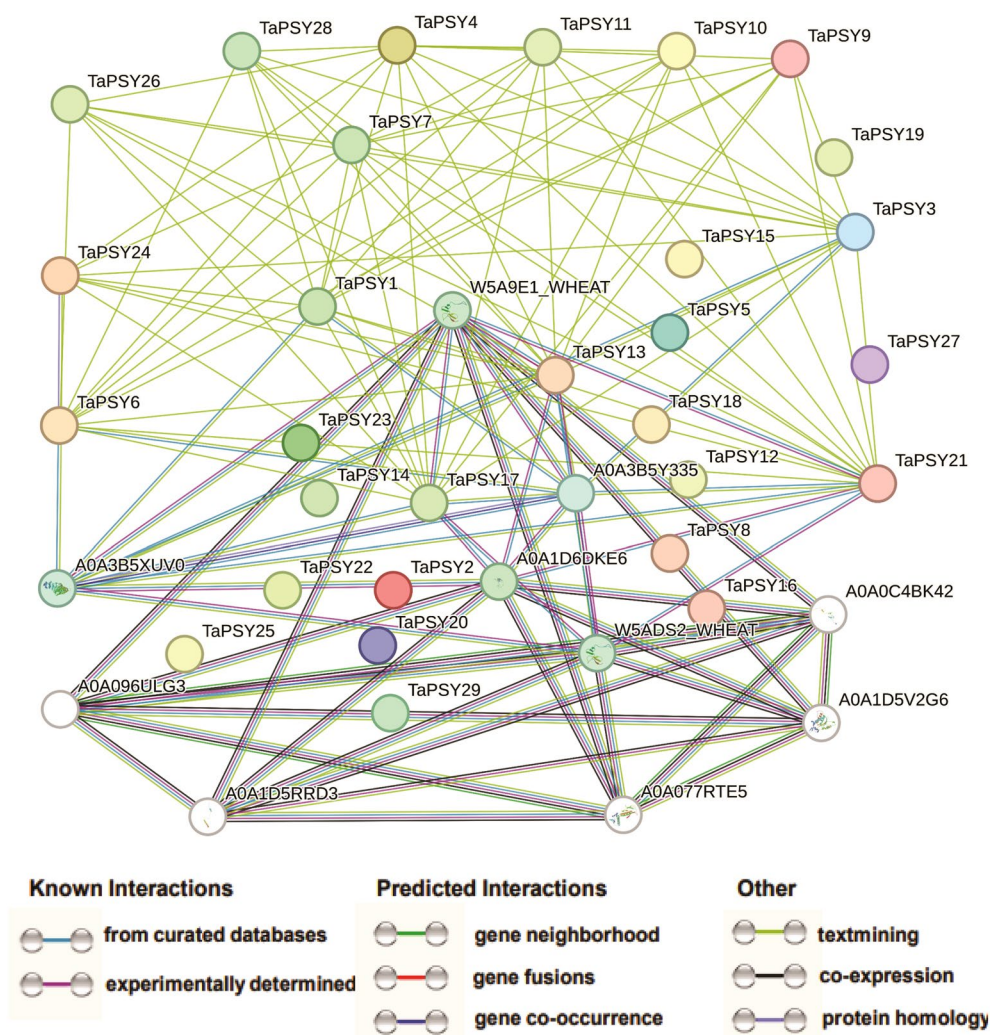 TaPSY28
TaPSY4
TaPSY11
TaPSY10
TaPSY9
TaPSY26
TaPSY7
TaPSY19
TaPSY3
TaPSY24
TaPSY15
TaPSY1
W5A9E1_WHEAT
TaPSY5
TaPSY13
TaPSY27
TaPSY6
TaPSY23
TaPSY18
TaPSY14
TaPSY17
A0A3B5Y335
TaPSY12
TaPSY21
TaPSY8
A0A3B5XUV0
TaPSY22
TaPSY2
A0A1D6DKE6
TaPSY16
A0A0C4BK42
TaPSY25
TaPSY20
W5ADS2_WHEAT
A0A096ULG3
TaPSY29
A0A1D5V2G6
A0A1D5RRD3
A0A077RTE5
Known Interactions
from curated databases
experimentally determined
Predicted Interactions
gene neighborhood
gene fusions
gene co-occurrence
Other
textmining
co-expression
protein homology